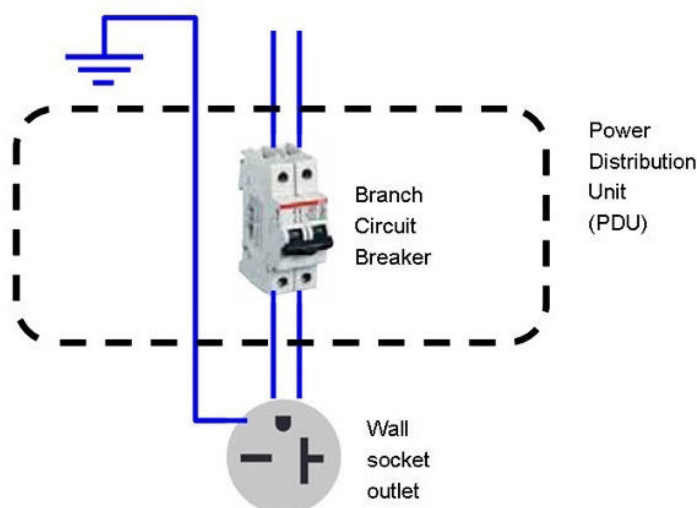 Power
Distribution
Unit
(PDU)
Branch
Circuit
Breaker
Wall
socket
outlet